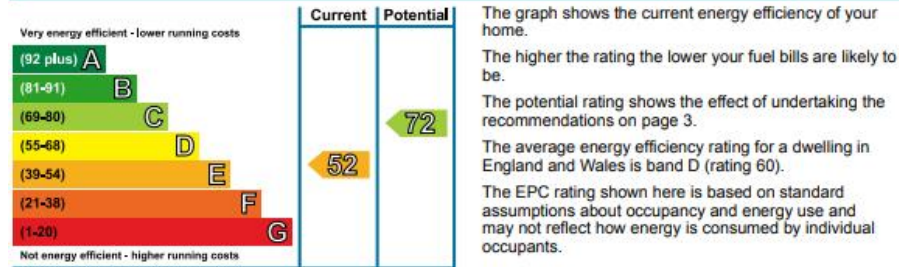 Current Potential
Very energy efficient - lower running costs
(92 plus) A
(81-91) B
(69-80) C
(55-68) D
(39-54) E
(21-38) F
(1-20) G
Not energy efficient - higher running costs
52
72
The graph shows the current energy efficiency of your
home.
The higher the rating the lower your fuel bills are likely to
be.
The potential rating shows the effect of undertaking the
recommendations on page 3.
The average energy efficiency rating for a dwelling in
England and Wales is band D (rating 60).
The EPC rating shown here is based on standard
assumptions about occupancy and energy use and
may not reflect how energy is consumed by individual
occupants.